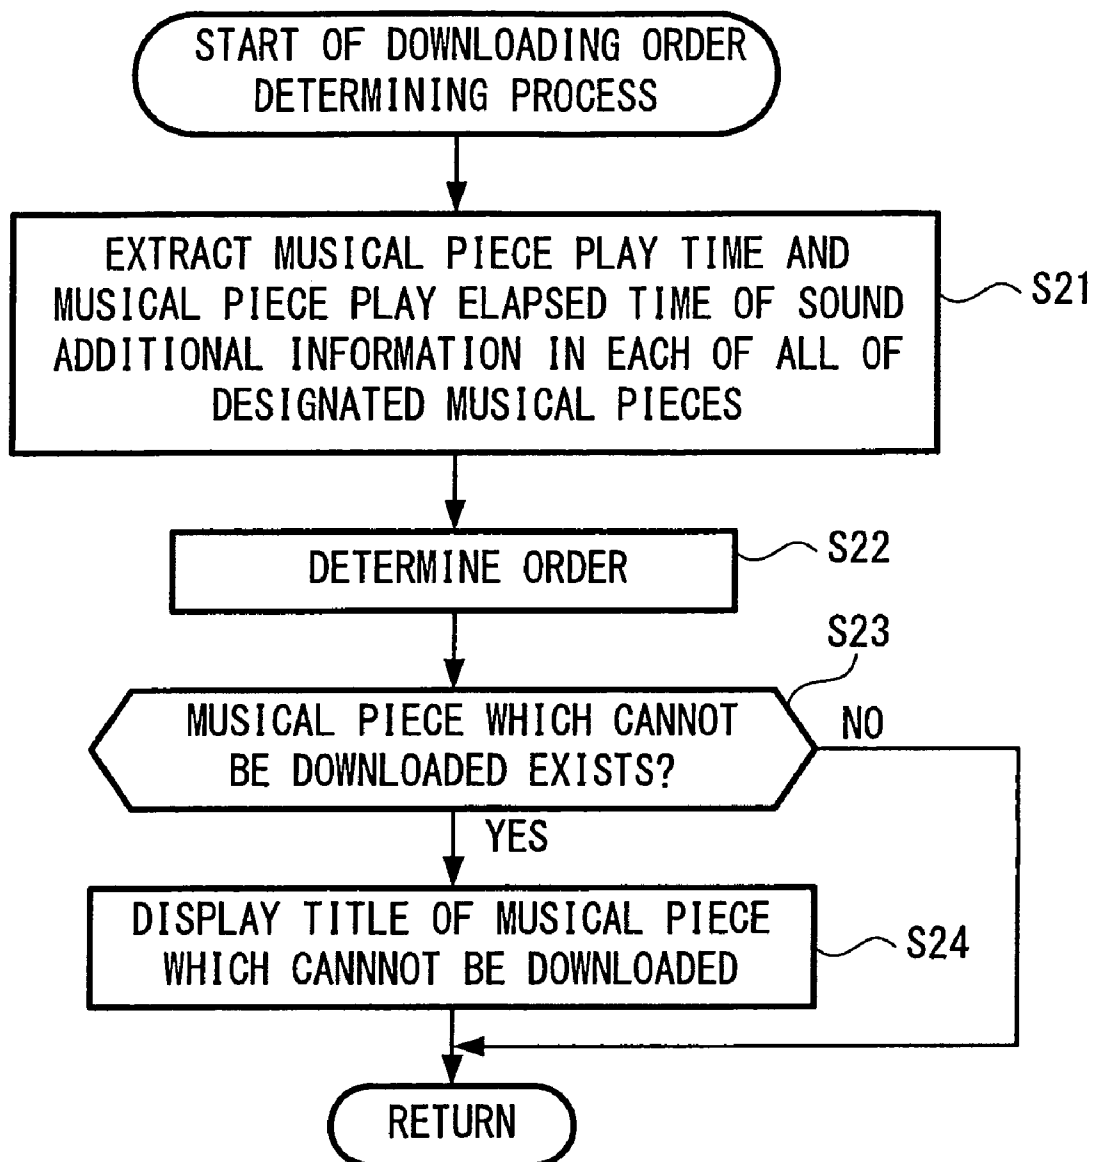 START OF DOWNLOADING ORDER
DETERMINING PROCESS
EXTRACT MUSICAL PIECE PLAY TIME AND
MUSICAL PIECE PLAY ELAPSED TIME OF SOUND
ADDITIONAL INFORMATION IN EACH OF ALL OF
DESIGNATED MUSICAL PIECES
S21
DETERMINE ORDER
S22
S23
MUSICAL PIECE WHICH CANNOT
BE DOWNLOADED EXISTS?
NO
YES
DISPLAY TITLE OF MUSICAL PIECE
WHICH CANNNOT BE DOWNLOADED
S24
RETURN